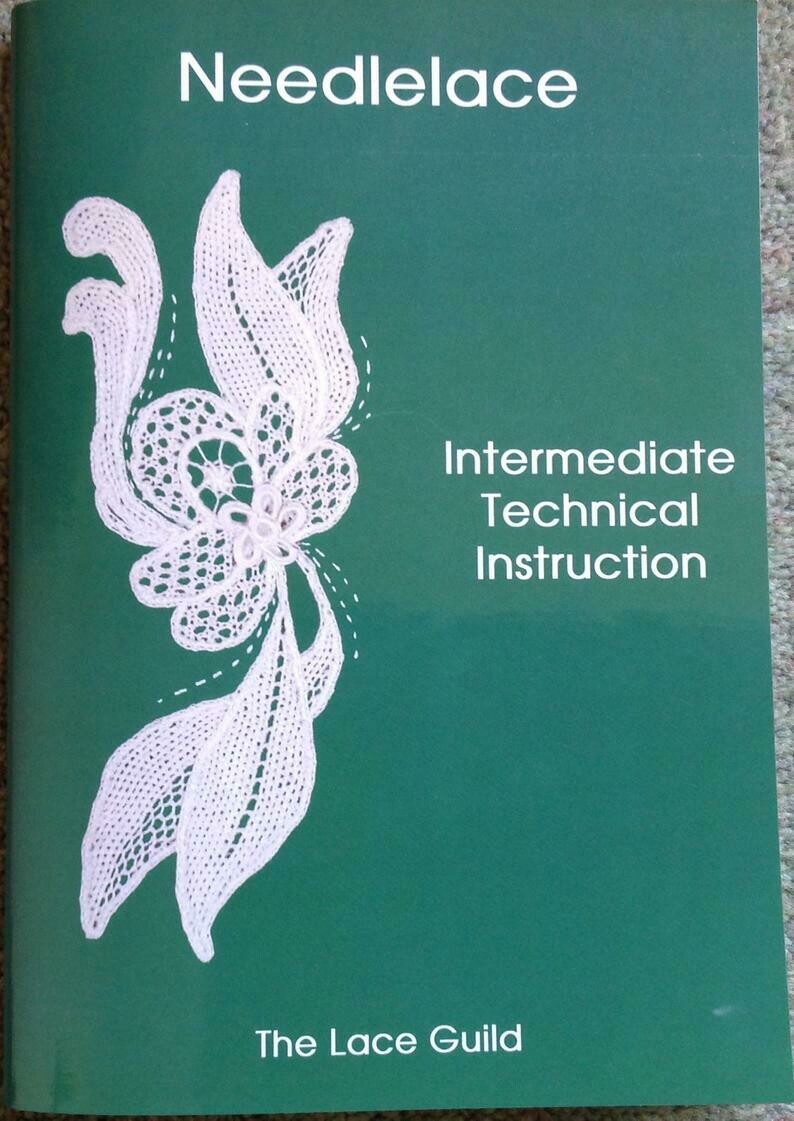 Needlelace
Intermediate
Technical
Instruction
The Lace Guild